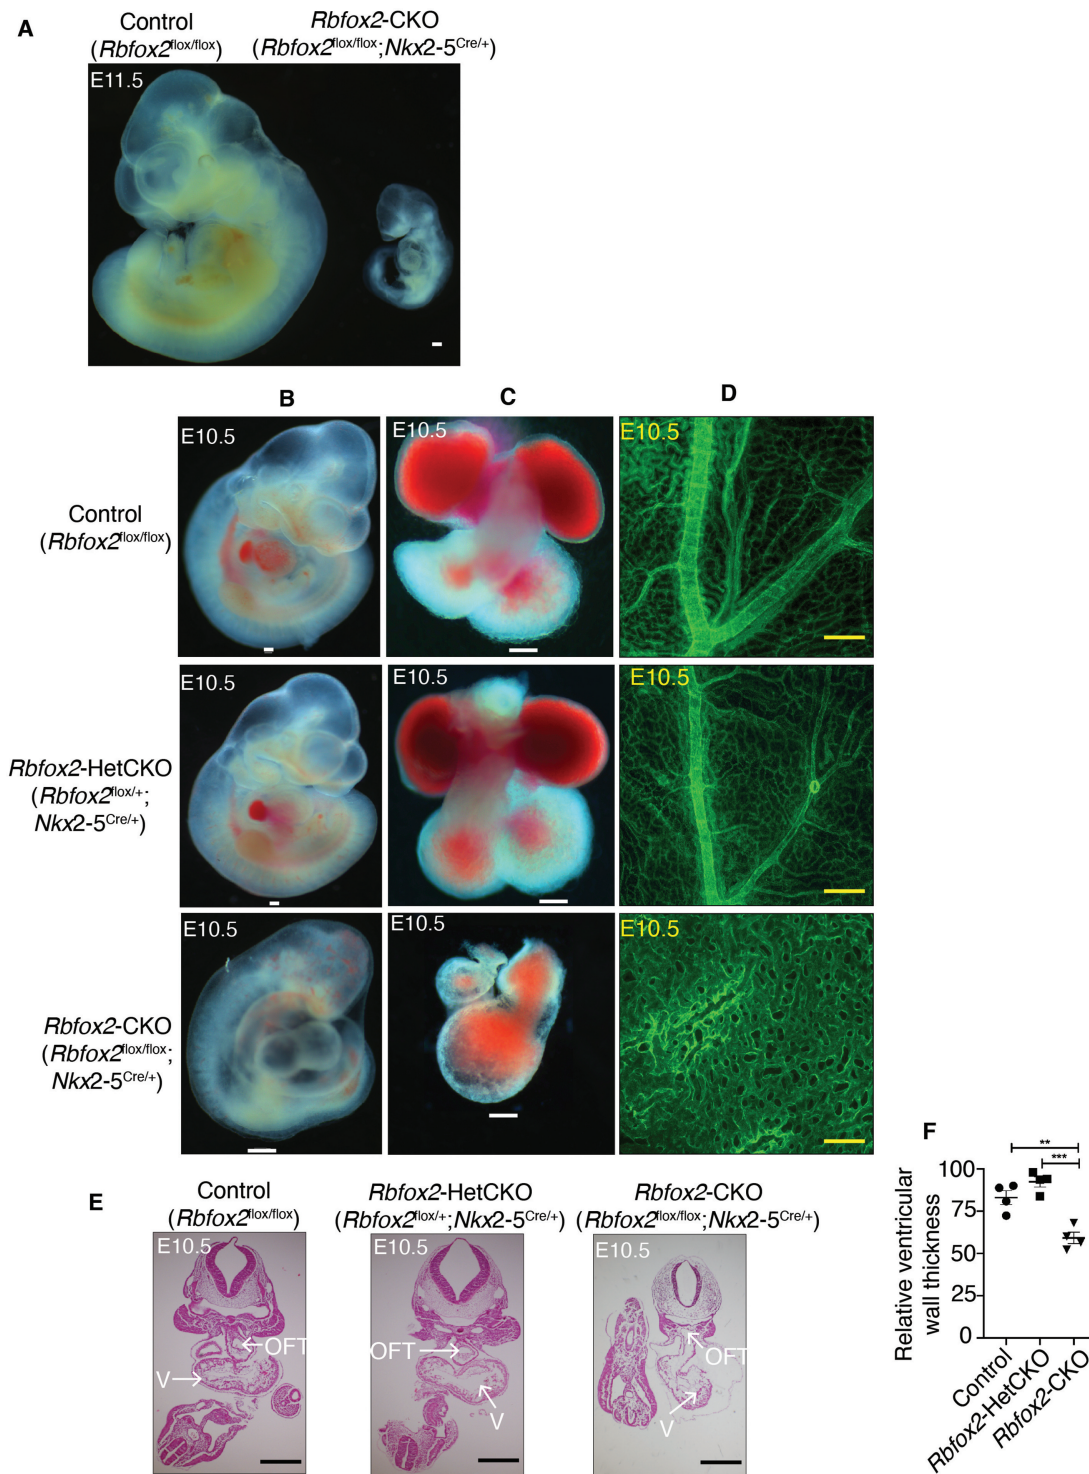 A
Control
(Rbfox2flox/flox)
Rbfox2-CKO
(Rbfox2flox/flox;Nkx2-5Cre/+)
E11.5
B
C
D
Control
(Rbfox2flox/flox)
E10.5
E10.5
E10.5
Rbfox2-HetCKO
(Rbfox2flox/+;
Nkx2-5Cre/+)
E10.5
E10.5
E10.5
Rbfox2-CKO
(Rbfox2flox/flox;
Nkx2-5Cre/+)
E10.5
E10.5
E10.5
E
Control
(Rbfox2flox/flox)
Rbfox2-HetCKO
(Rbfox2flox/+;Nkx2-5Cre/+)
Rbfox2-CKO
(Rbfox2flox/flox;Nkx2-5Cre/+)
E10.5
OFT
V
E10.5
OFT
V
E10.5
OFT
V
F
**
***
100
75
50
25
0
Relative ventricular
wall thickness
Control
Rbfox2-HetCKO
Rbfox2-CKO